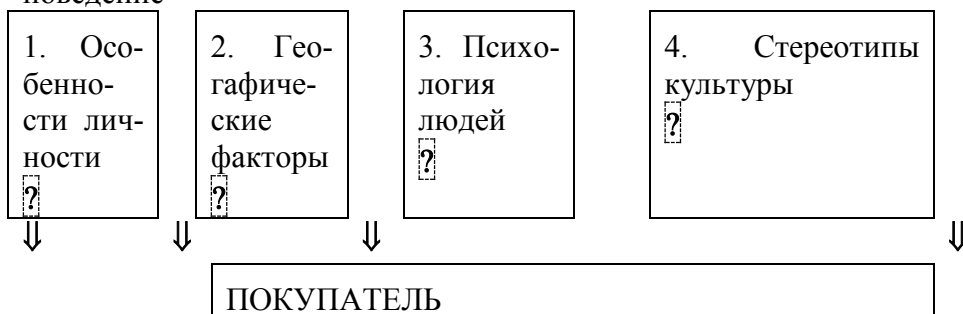 поведение
1. Осо-
бенно-
сти лич-
ности
?
2. Гео-
гафиче-
ские
факторы
?
3. Психо-
логия
людей
?
4. Стереотипы
культуры
?
ПОКУПАТЕЛЬ